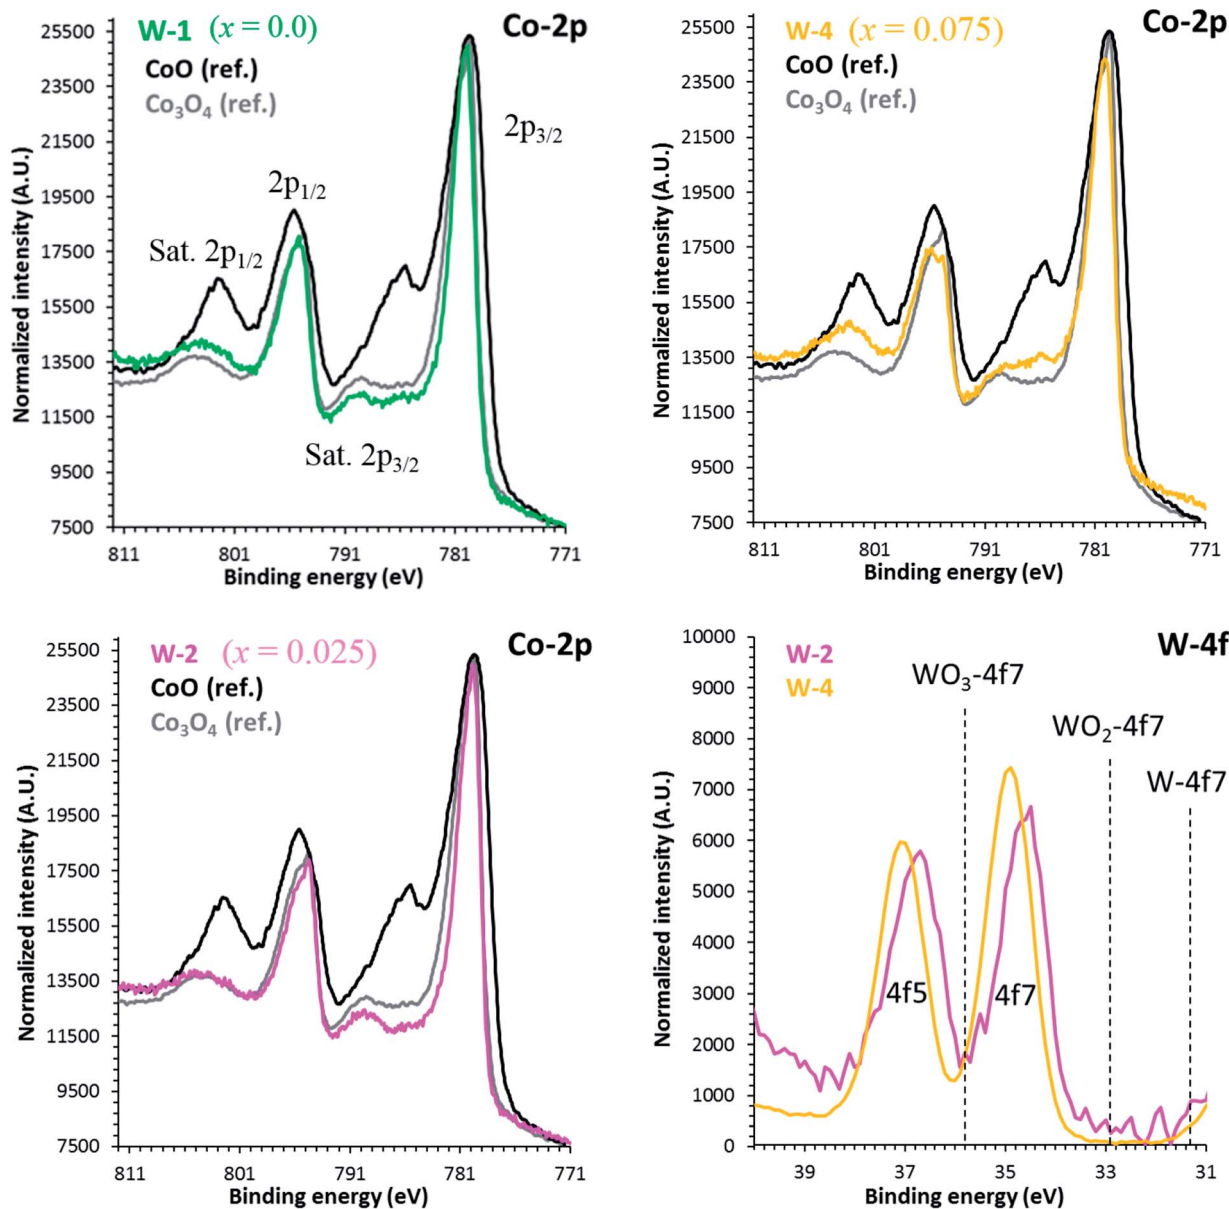 W-1 (x = 0.0)
Co-2p
CoO (ref.)
Co₃O₄ (ref.)
2p₃/₂
2p₁/₂
Sat. 2p₁/₂
Sat. 2p₃/₂
Normalized intensity (A.U.)
25500
23500
21500
19500
17500
15500
13500
11500
9500
7500
811 801 791 781 771
Binding energy (eV)
W-4 (x = 0.075)
Co-2p
CoO (ref.)
Co₃O₄ (ref.)
Normalized intensity (A.U.)
25500
23500
21500
19500
17500
15500
13500
11500
9500
7500
811 801 791 781 771
Binding energy (eV)
W-2 (x = 0.025)
Co-2p
CoO (ref.)
Co₃O₄ (ref.)
Normalized intensity (A.U.)
25500
23500
21500
19500
17500
15500
13500
11500
9500
7500
811 801 791 781 771
Binding energy (eV)
W-4f
W-2
W-4
WO₃-4f7
WO₂-4f7
W-4f7
4f5 4f7
Normalized intensity (A.U.)
10000
9000
8000
7000
6000
5000
4000
3000
2000
1000
0
39 37 35 33 31
Binding energy (eV)